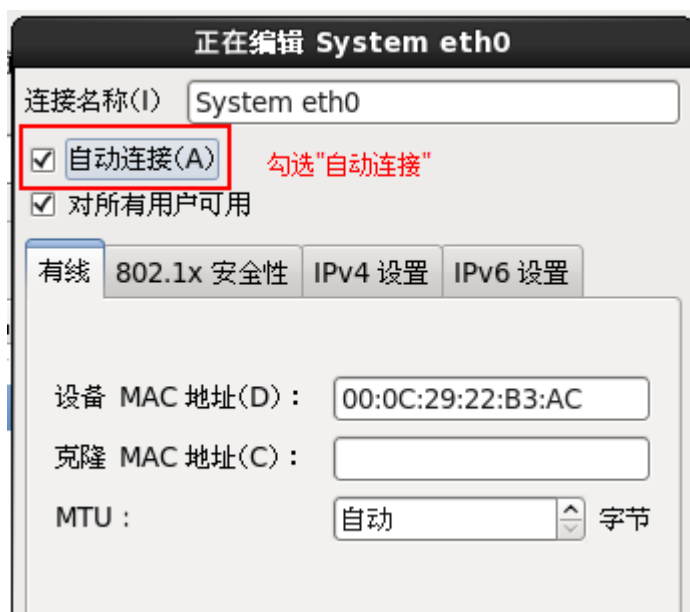 正在编辑 System eth0
连接名称(I) System eth0
自动连接(A) 勾选"自动连接"
对所有用户可用
有线 802.1x 安全性 IPv4 设置 IPv6 设置
设备 MAC 地址(D)： 00:0C:29:22:B3:AC
克隆 MAC 地址(C)：
MTU： 自动 字节